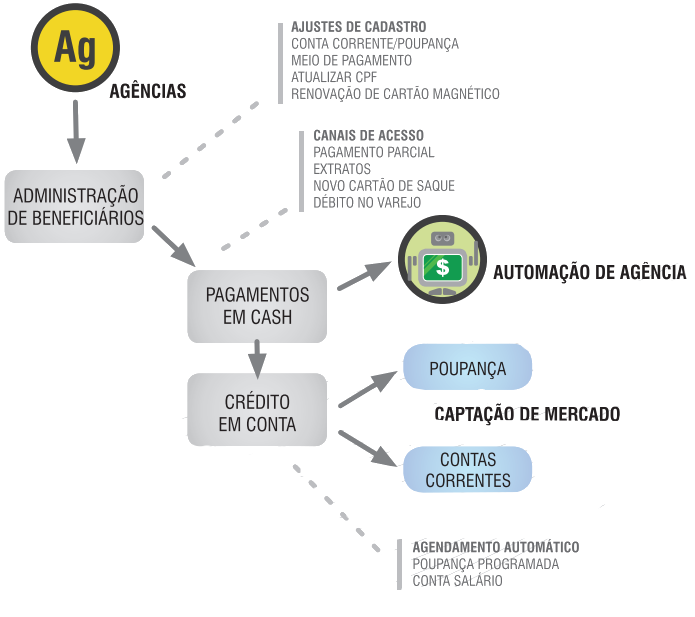 Ag
AGÊNCIAS
AJUSTES DE CADASTRO
CONTA CORRENTE/POUPANÇA
MEIO DE PAGAMENTO
ATUALIZAR CPF
RENOVAÇÃO DE CARTÃO MAGNÉTICO
CANAIS DE ACESSO
PAGAMENTO PARCIAL
EXTRATOS
NOVO CARTÃO DE SAQUE
DÉBITO NO VAREJO
ADMINISTRAÇÃO
DE BENEFICIÁRIOS
$
AUTOMAÇÃO DE AGÊNCIA
PAGAMENTOS
EM CASH
POUPANÇA
CRÉDITO
EM CONTA
CAPTAÇÃO DE MERCADO
CONTAS
CORRENTES
AGENDAMENTO AUTOMÁTICO
POUPANÇA PROGRAMADA
CONTA SALÁRIO